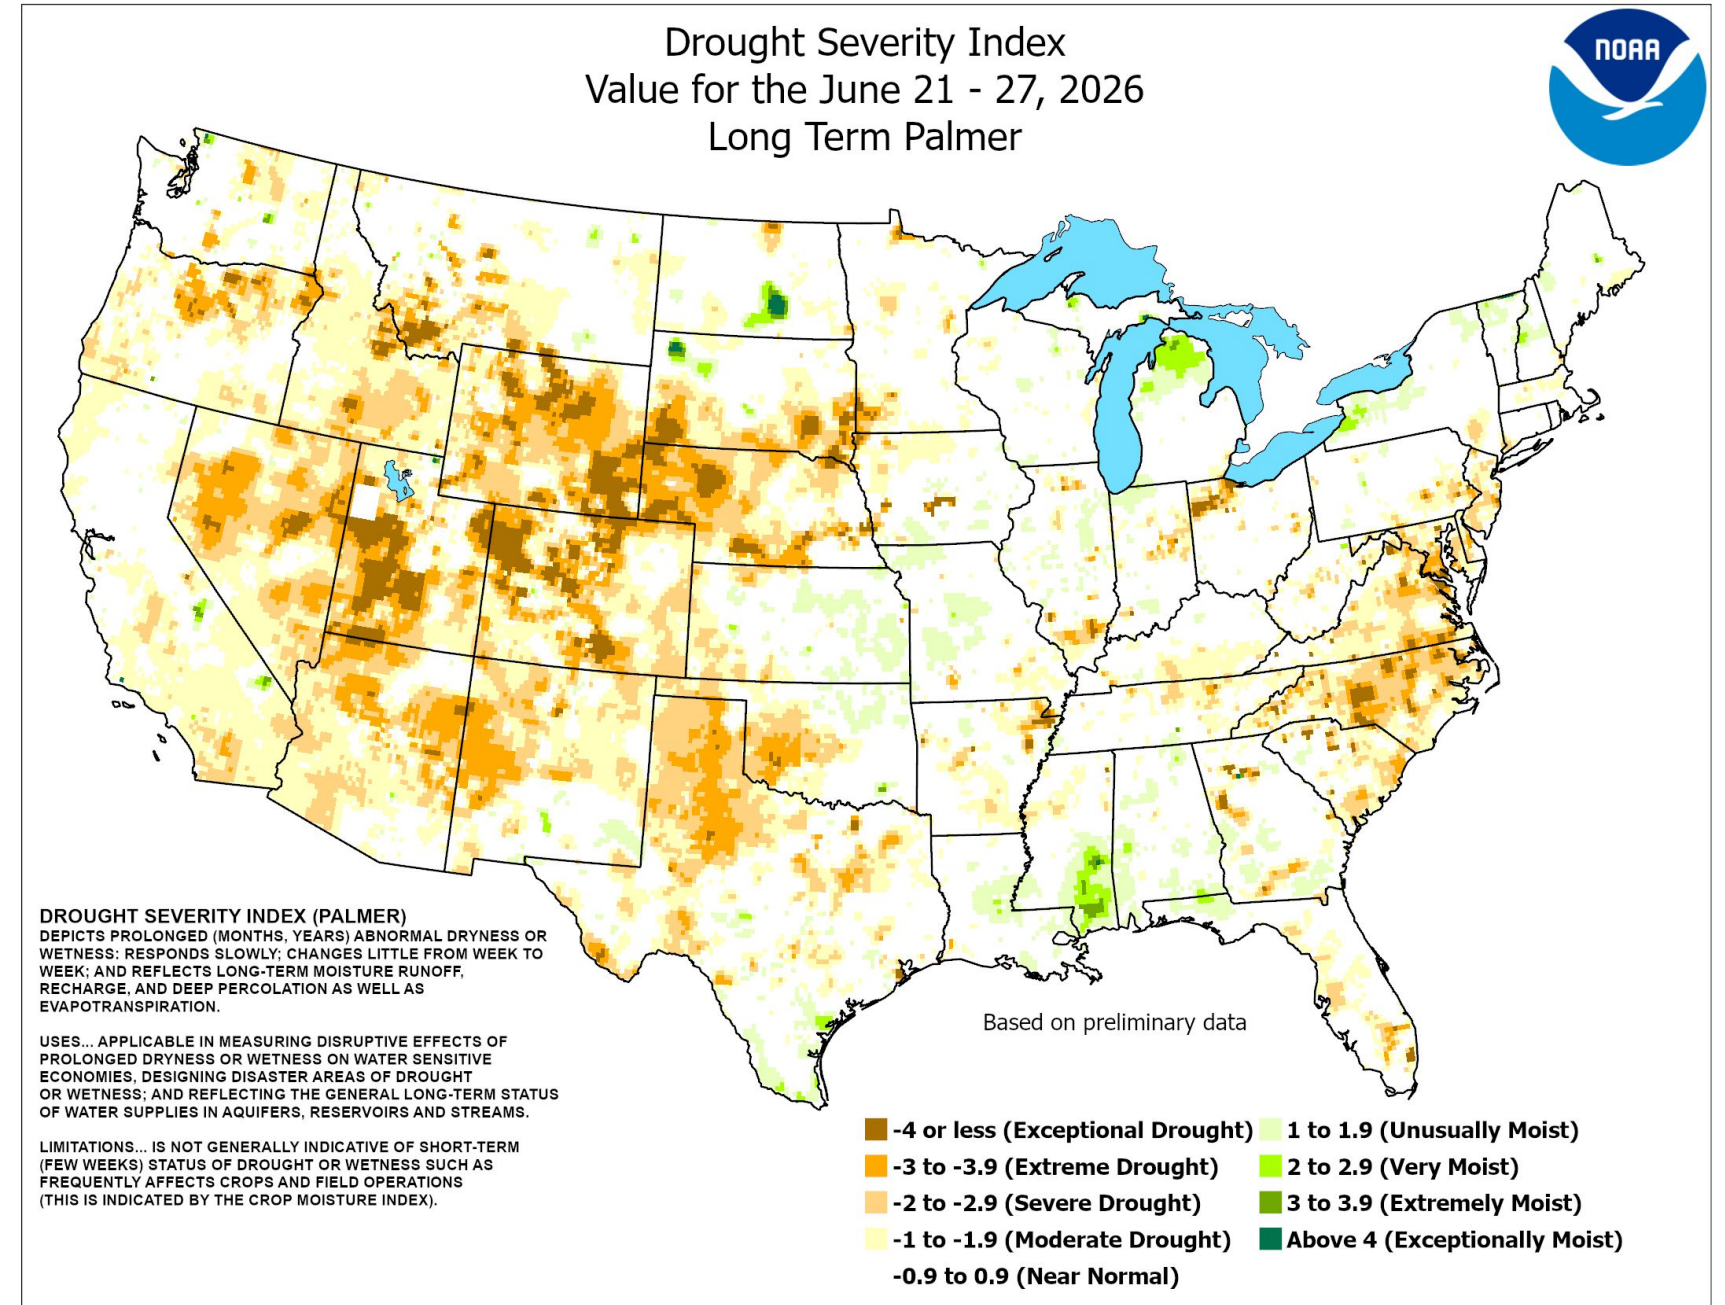 Drought Severity Index
Value for the June 21 - 27, 2026
Long Term Palmer
NOAA
DROUGHT SEVERITY INDEX (PALMER)
DEPICTS PROLONGED (MONTHS, YEARS) ABNORMAL DRYNESS OR
WETNESS: RESPONDS SLOWLY; CHANGES LITTLE FROM WEEK TO
WEEK; AND REFLECTS LONG-TERM MOISTURE RUNOFF,
RECHARGE, AND DEEP PERCOLATION AS WELL AS
EVAPOTRANSPIRATION.
USES... APPLICABLE IN MEASURING DISRUPTIVE EFFECTS OF
PROLONGED DRYNESS OR WETNESS ON WATER SENSITIVE
ECONOMIES, DESIGNING DISASTER AREAS OF DROUGHT
OR WETNESS; AND REFLECTING THE GENERAL LONG-TERM STATUS
OF WATER SUPPLIES IN AQUIFERS, RESERVOIRS AND STREAMS.
LIMITATIONS... IS NOT GENERALLY INDICATIVE OF SHORT-TERM
(FEW WEEKS) STATUS OF DROUGHT OR WETNESS SUCH AS
FREQUENTLY AFFECTS CROPS AND FIELD OPERATIONS
(THIS IS INDICATED BY THE CROP MOISTURE INDEX).
Based on preliminary data
-4 or less (Exceptional Drought)
-3 to -3.9 (Extreme Drought)
-2 to -2.9 (Severe Drought)
-1 to -1.9 (Moderate Drought)
-0.9 to 0.9 (Near Normal)
1 to 1.9 (Unusually Moist)
2 to 2.9 (Very Moist)
3 to 3.9 (Extremely Moist)
Above 4 (Exceptionally Moist)